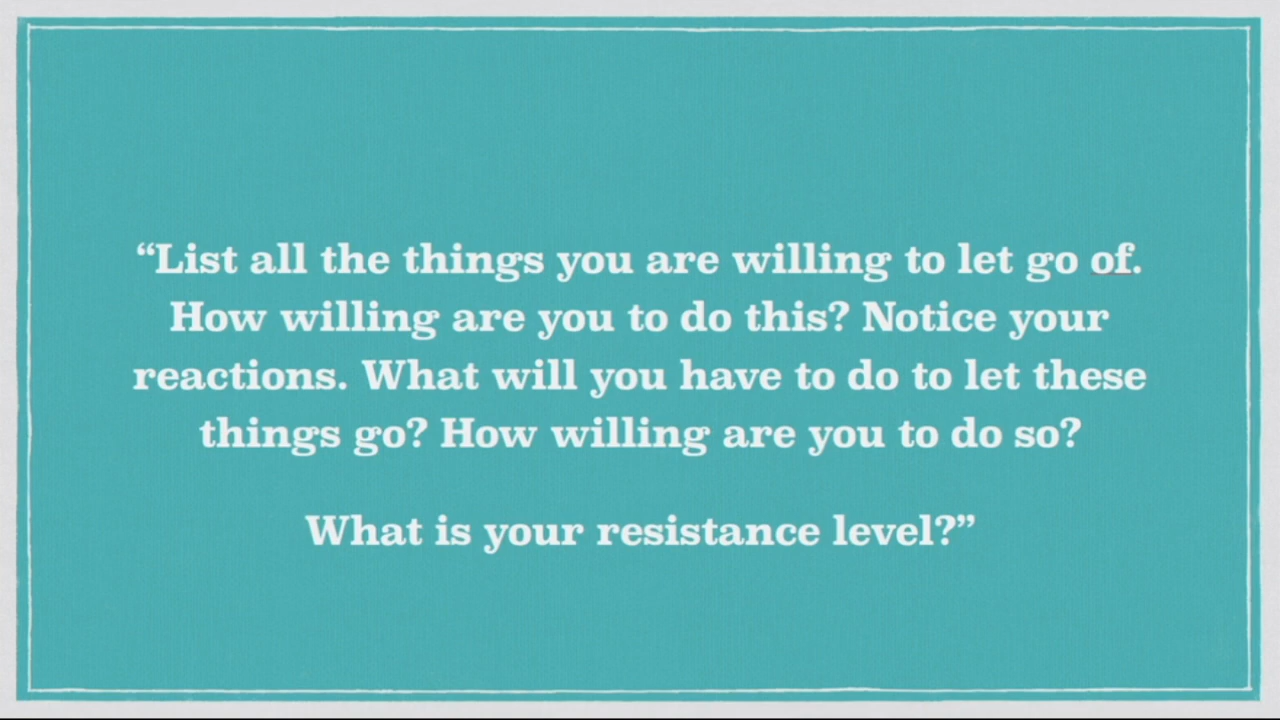 “List all the things you are willing to let go of.
How willing are you to do this? Notice your
reactions. What will you have to do to let these
things go? How willing are you to do so?
What is your resistance level?”